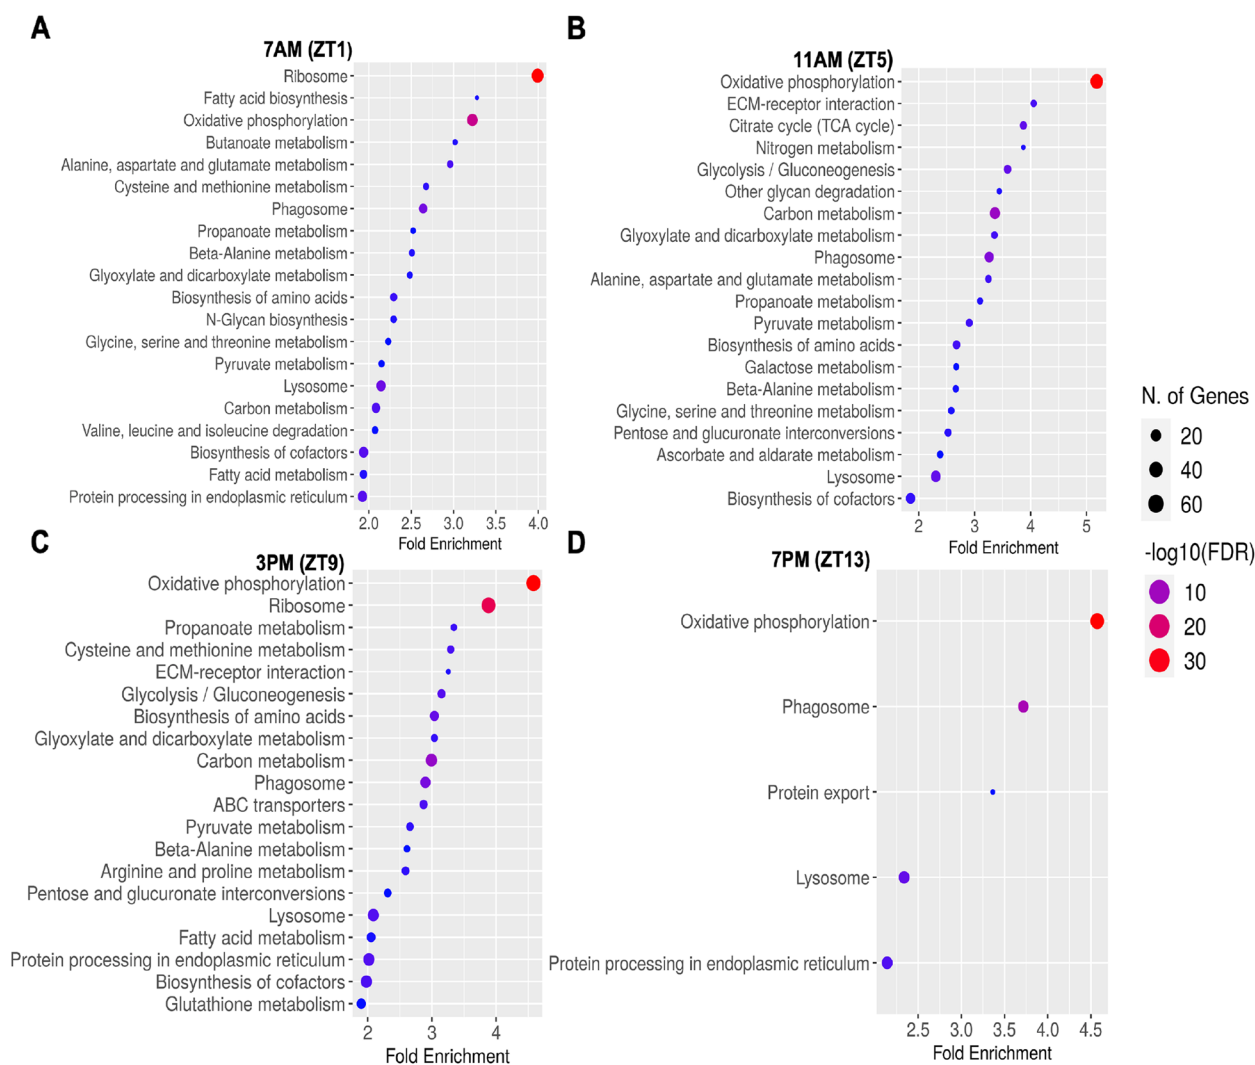 A
7AM (ZT1)
Ribosome
Fatty acid biosynthesis
Oxidative phosphorylation
Butanoate metabolism
Alanine, aspartate and glutamate metabolism
Cysteine and methionine metabolism
Phagosome
Propanoate metabolism
Beta-Alanine metabolism
Glyoxylate and dicarboxylate metabolism
Biosynthesis of amino acids
N-Glycan biosynthesis
Glycine, serine and threonine metabolism
Pyruvate metabolism
Lysosome
Carbon metabolism
Valine, leucine and isoleucine degradation
Biosynthesis of cofactors
Fatty acid metabolism
Protein processing in endoplasmic reticulum
2.0 2.5 3.0 3.5 4.0
Fold Enrichment
B
11AM (ZT5)
Oxidative phosphorylation
ECM-receptor interaction
Citrate cycle (TCA cycle)
Nitrogen metabolism
Glycolysis / Gluconeogenesis
Other glycan degradation
Carbon metabolism
Glyoxylate and dicarboxylate metabolism
Phagosome
Alanine, aspartate and glutamate metabolism
Propanoate metabolism
Pyruvate metabolism
Biosynthesis of amino acids
Galactose metabolism
Beta-Alanine metabolism
Glycine, serine and threonine metabolism
Pentose and glucuronate interconversions
Ascorbate and aldarate metabolism
Lysosome
Biosynthesis of cofactors
2 3 4 5
Fold Enrichment
N. of Genes
20
40
60
-log10(FDR)
10
20
30
C
3PM (ZT9)
Oxidative phosphorylation
Ribosome
Propanoate metabolism
Cysteine and methionine metabolism
ECM-receptor interaction
Glycolysis / Gluconeogenesis
Biosynthesis of amino acids
Glyoxylate and dicarboxylate metabolism
Carbon metabolism
Phagosome
ABC transporters
Pyruvate metabolism
Beta-Alanine metabolism
Arginine and proline metabolism
Pentose and glucuronate interconversions
Lysosome
Fatty acid metabolism
Protein processing in endoplasmic reticulum
Biosynthesis of cofactors
Glutathione metabolism
2 3 4
Fold Enrichment
D
7PM (ZT13)
Oxidative phosphorylation
Phagosome
Protein export
Lysosome
Protein processing in endoplasmic reticulum
2.5 3.0 3.5 4.0 4.5
Fold Enrichment